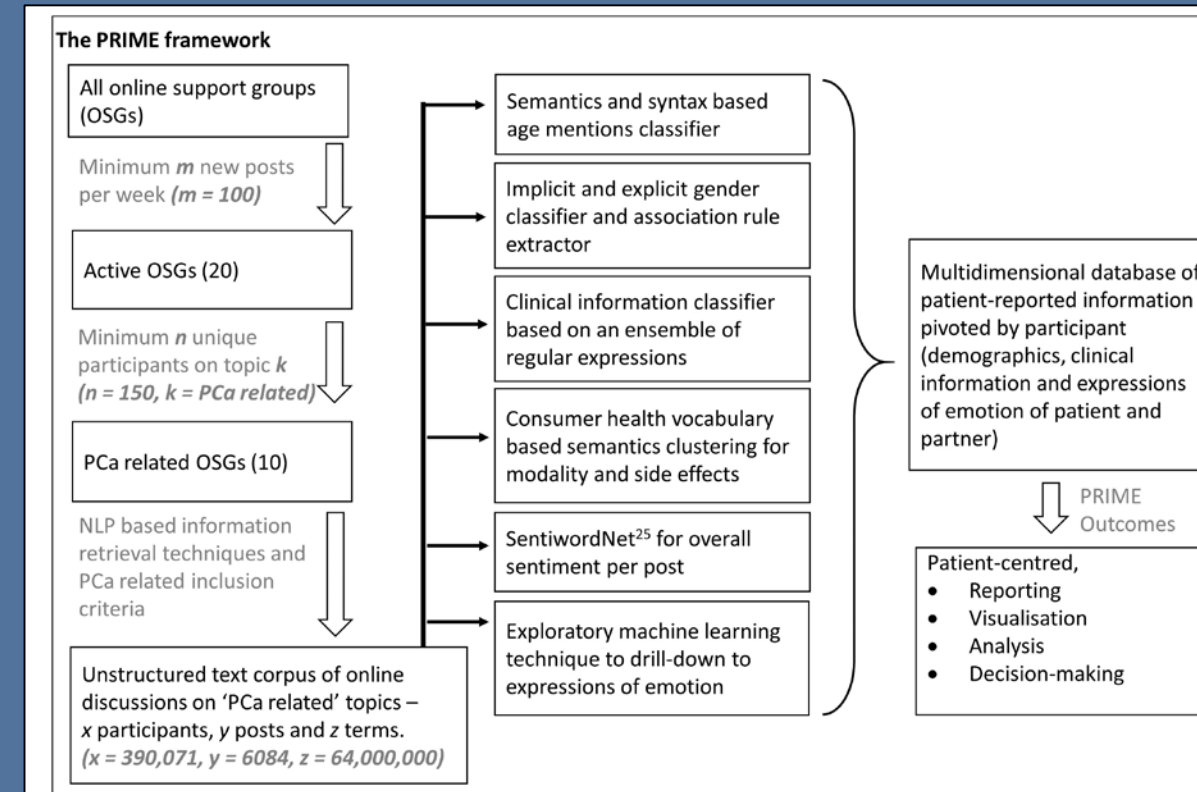 The PRIME framework
All online support groups
(OSGs)
Minimum m new posts
per week (m = 100)
Active OSGs (20)
Minimum n unique
participants on topic k
(n = 150, k = PCa related)
PCa related OSGs (10)
NLP based information
retrieval techniques and
PCa related inclusion
criteria
Unstructured text corpus of online
discussions on ‘PCa related’ topics –
x participants, y posts and z terms.
(x = 390,071, y = 6084, z = 64,000,000)
Semantics and syntax based
age mentions classifier
Implicit and explicit gender
classifier and association rule
extractor
Clinical information classifier
based on an ensemble of
regular expressions
Consumer health vocabulary
based semantics clustering for
modality and side effects
SentiwordNet25 for overall
sentiment per post
Exploratory machine learning
technique to drill-down to
expressions of emotion
Multidimensional database of
patient-reported information
pivoted by participant
(demographics, clinical
information and expressions
of emotion of patient and
partner)
PRIME
Outcomes
Patient-centred,
• Reporting
• Visualisation
• Analysis
• Decision-making